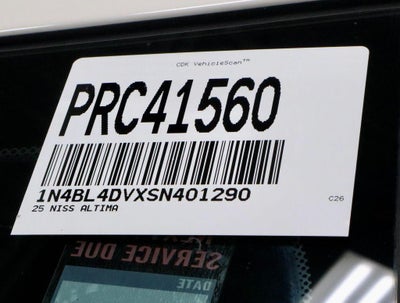 CDK VehicleScan™
PRC41560
1N4BL4DVXSN401290
25 NISS ALTIMA
C26
SERVICE DUE
DATE